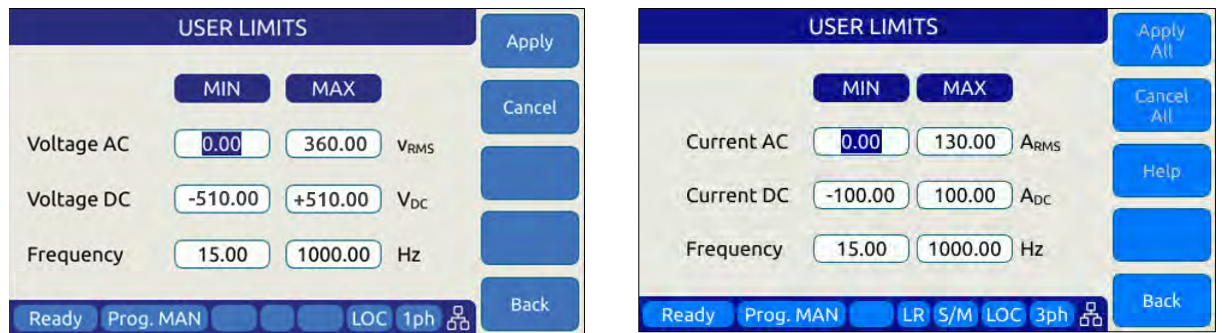 USER LIMITS
Apply
MIN MAX
Cancel
Voltage AC 0.00 360.00 VRMS
Voltage DC -510.00 +510.00 VDC
Frequency 15.00 1000.00 Hz
Back
Ready Prog. MAN LOC 1ph
USER LIMITS
Apply
All
MIN MAX
Cancel
All
Current AC 0.00 130.00 ARMS
Help
Current DC -100.00 100.00 ADC
Frequency 15.00 1000.00 Hz
Back
Ready Prog. MAN LR S/M LOC 3ph